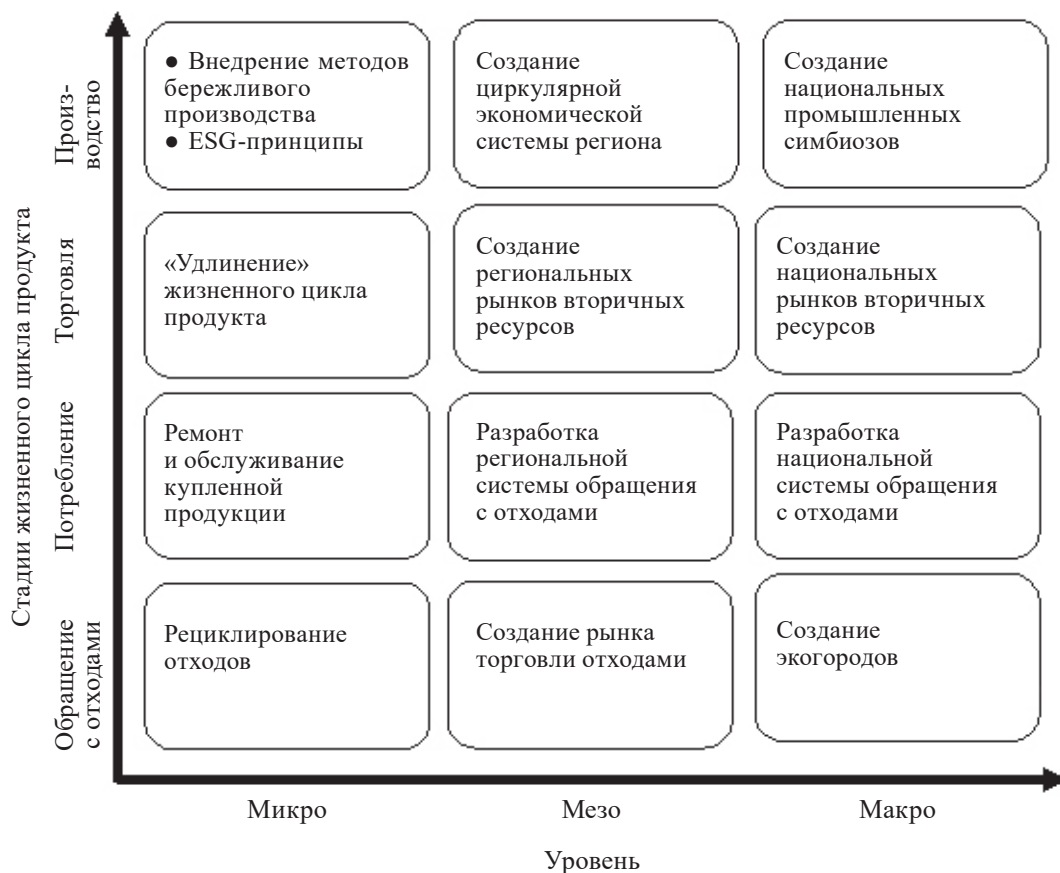 Стадии жизненного цикла продукта
Произ-
водство
● Внедрение методов
бережливого
производства
● ESG-принципы
Создание
циркулярной
экономической
системы региона
Создание
национальных
промышленных
симбиозов
Торговля
«Удлинение»
жизненного цикла
продукта
Создание
региональных
рынков вторичных
ресурсов
Создание
национальных
рынков вторичных
ресурсов
Потребление
Ремонт
и обслуживание
купленной
продукции
Разработка
региональной
системы обращения
с отходами
Разработка
национальной
системы обращения
с отходами
Обращение
с отходами
Рециклирование
отходов
Создание рынка
торговли отходами
Создание
экогородов
Микро
Мезо
Макро
Уровень